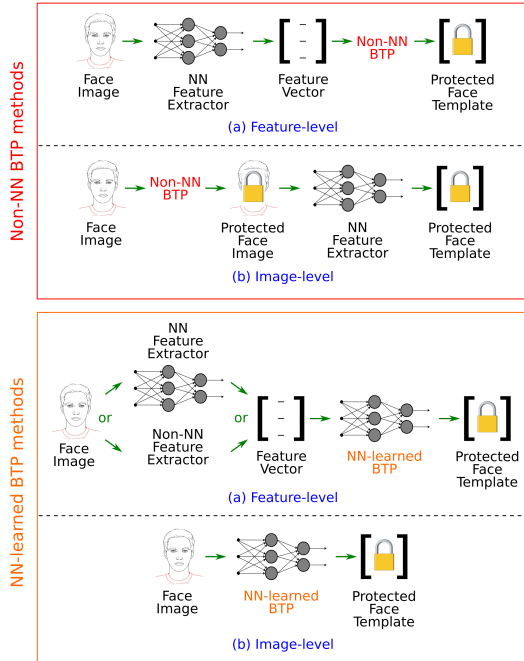 Non-NN BTP methods
Face
Image
NN
Feature
Extractor
Feature
Vector
Non-NN
BTP
Protected
Face
Template
(a) Feature-level
Face
Image
Non-NN
BTP
Protected
Face
Image
NN
Feature
Extractor
Protected
Face
Template
(b) Image-level
NN-learned BTP methods
Face
Image
or
NN
Feature
Extractor
Non-NN
Feature
Extractor
or
Feature
Vector
NN-learned
BTP
Protected
Face
Template
(a) Feature-level
Face
Image
NN-learned
BTP
Protected
Face
Template
(b) Image-level